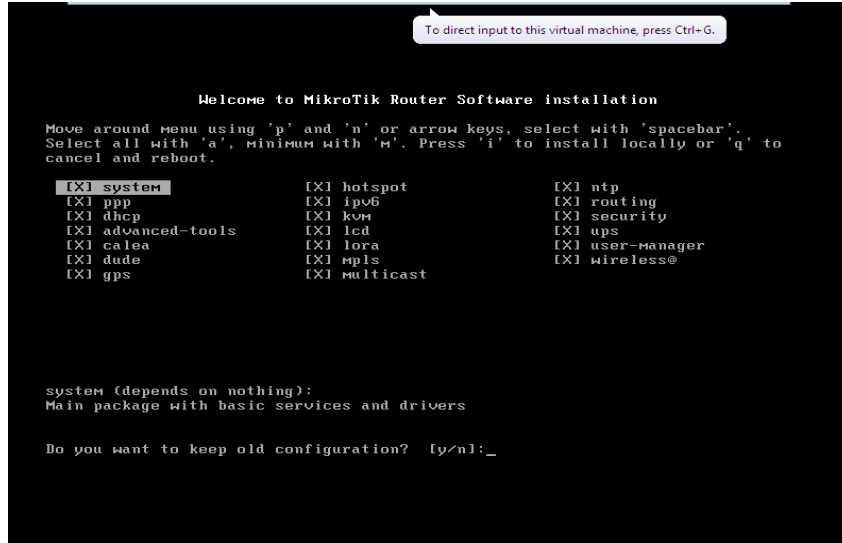 To direct input to this virtual machine, press Ctrl+G.
Welcome to MikroTik Router Software installation
Move around menu using 'p' and 'n' or arrow keys, select with 'spacebar'.
Select all with 'a', minimum with 'm'. Press 'i' to install locally or 'q' to
cancel and reboot.
[X] system [X] hotspot [X] ntp
[X] ppp [X] ipv6 [X] routing
[X] dhcp [X] kvm [X] security
[X] advanced-tools [X] lcd [X] ups
[X] calea [X] lora [X] user-manager
[X] dude [X] mpls [X] wireless@
[X] gps [X] multicast
system (depends on nothing):
Main package with basic services and drivers
Do you want to keep old configuration? [y/n]:_